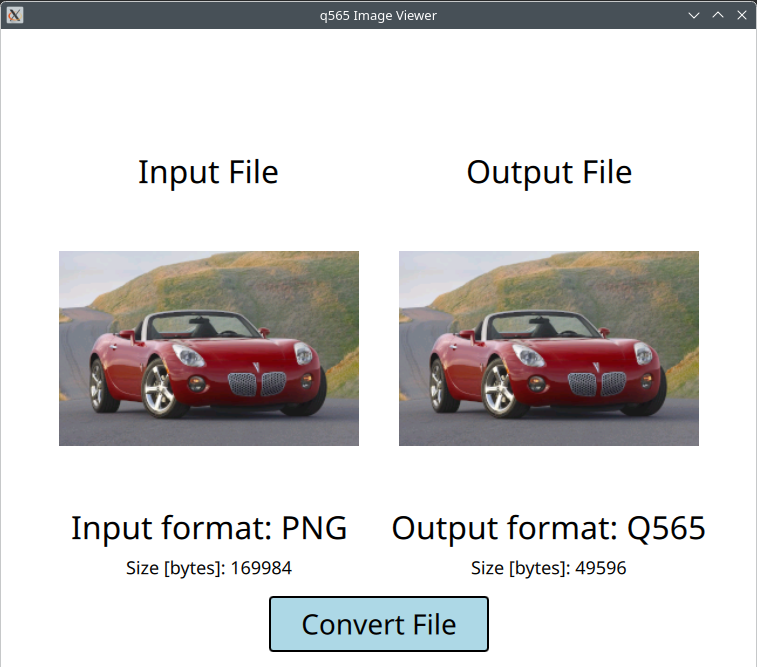 q565 Image Viewer
Input File
Output File
Input format: PNG
Output format: Q565
Size [bytes]: 169984
Size [bytes]: 49596
Convert File